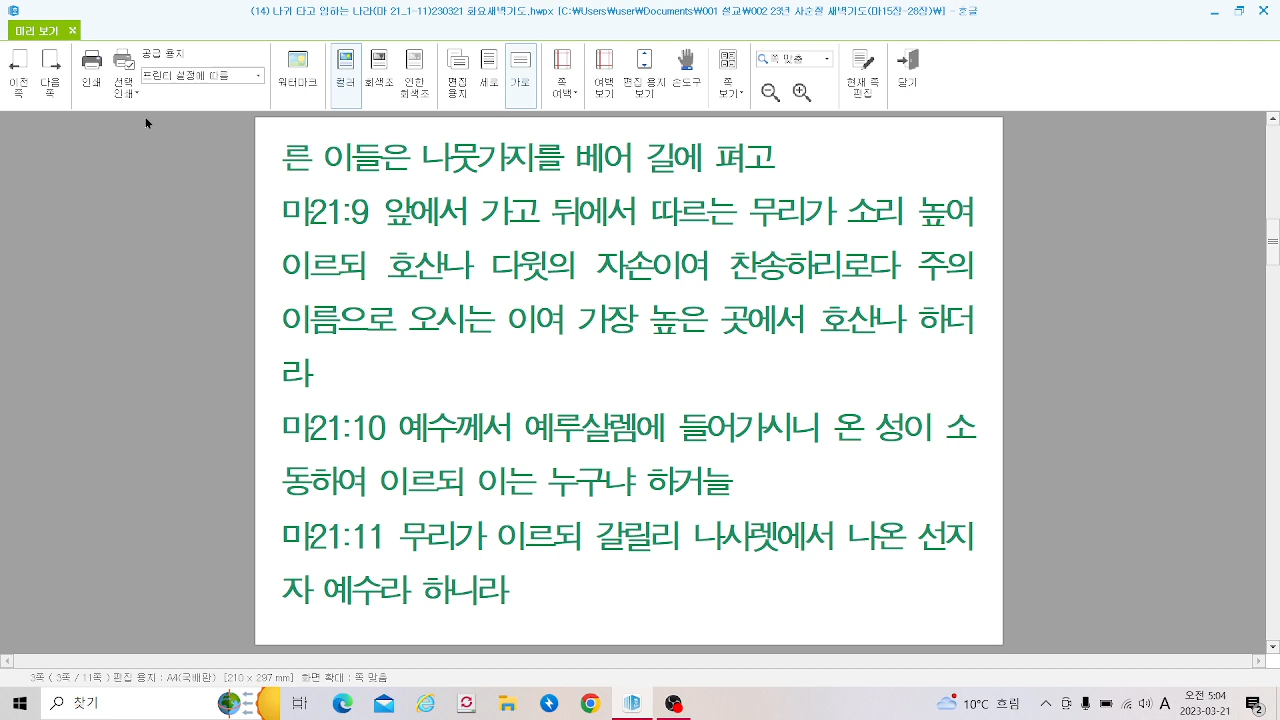 (14) 나귀 타고 임하는 나라(마 21_1-11)230321 화요새벽기도.hwpx [C:₩Users₩user₩Documents₩001 설교₩002 23년 사순절 새벽기도(마15장-28장)₩] - 한글
미리 보기
이전 쪽
다음 쪽
인쇄
선택 인쇄
공급 용지
프린터 설정에 따름
워터마크
컬러
회색조
연한 회색조
편집 용지
세로
가로
쪽 여백
여백 보기
편집 용지 보기
손도구
쪽 보기
쪽 맞춤
현재 쪽 편집
닫기
른 이들은 나뭇가지를 베어 길에 펴고
마21:9 앞에서 가고 뒤에서 따르는 무리가 소리 높여
이르되 호산나 다윗의 자손이여 찬송하리로다 주의
이름으로 오시는 이여 가장 높은 곳에서 호산나 하더
라
마21:10 예수께서 예루살렘에 들어가시니 온 성이 소
동하여 이르되 이는 누구냐 하거늘
마21:11 무리가 이르되 갈릴리 나사렛에서 나온 선지
자 예수라 하니라
3쪽 ( 3쪽 / 11쪽 ) 편집 용지 : A4(국배판) [210 × 297 mm] 화면 확대 : 쪽 맞춤
찾기
10°C 흐림
A
오전 5:04
2023-03-21
2